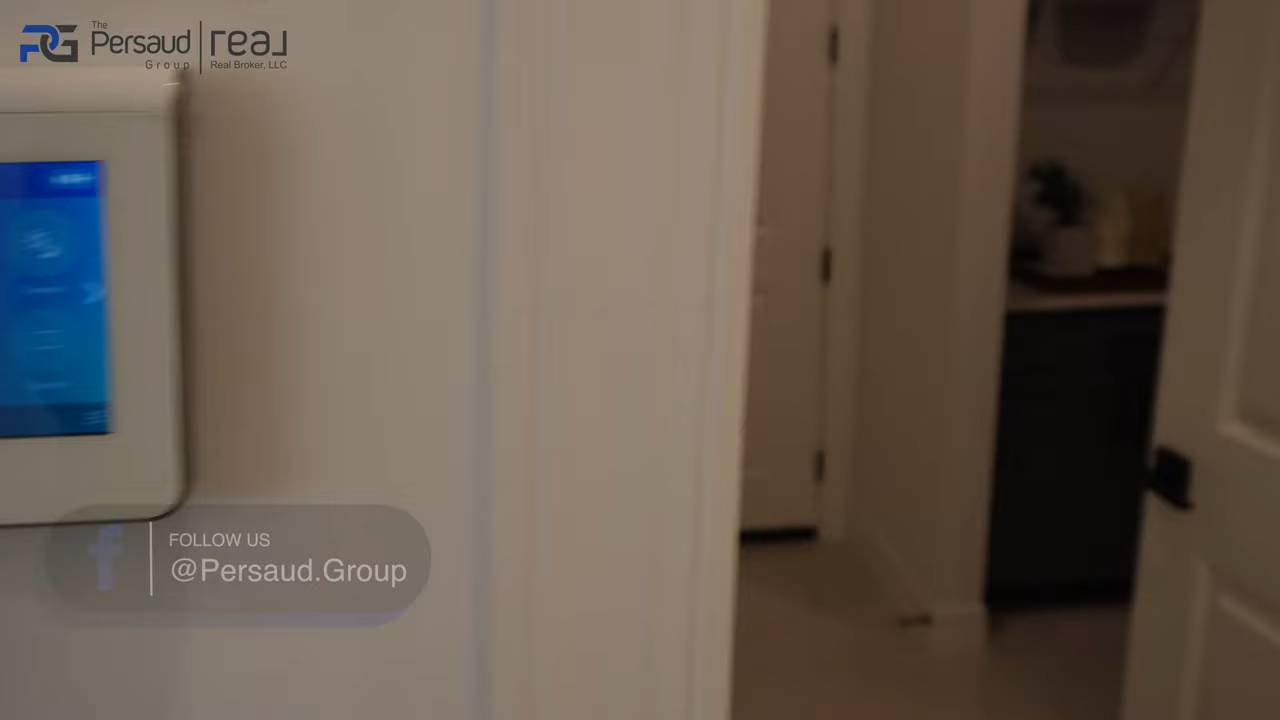 The
Persaud
Group
real
Real Broker, LLC
FOLLOW US
@Persaud.Group